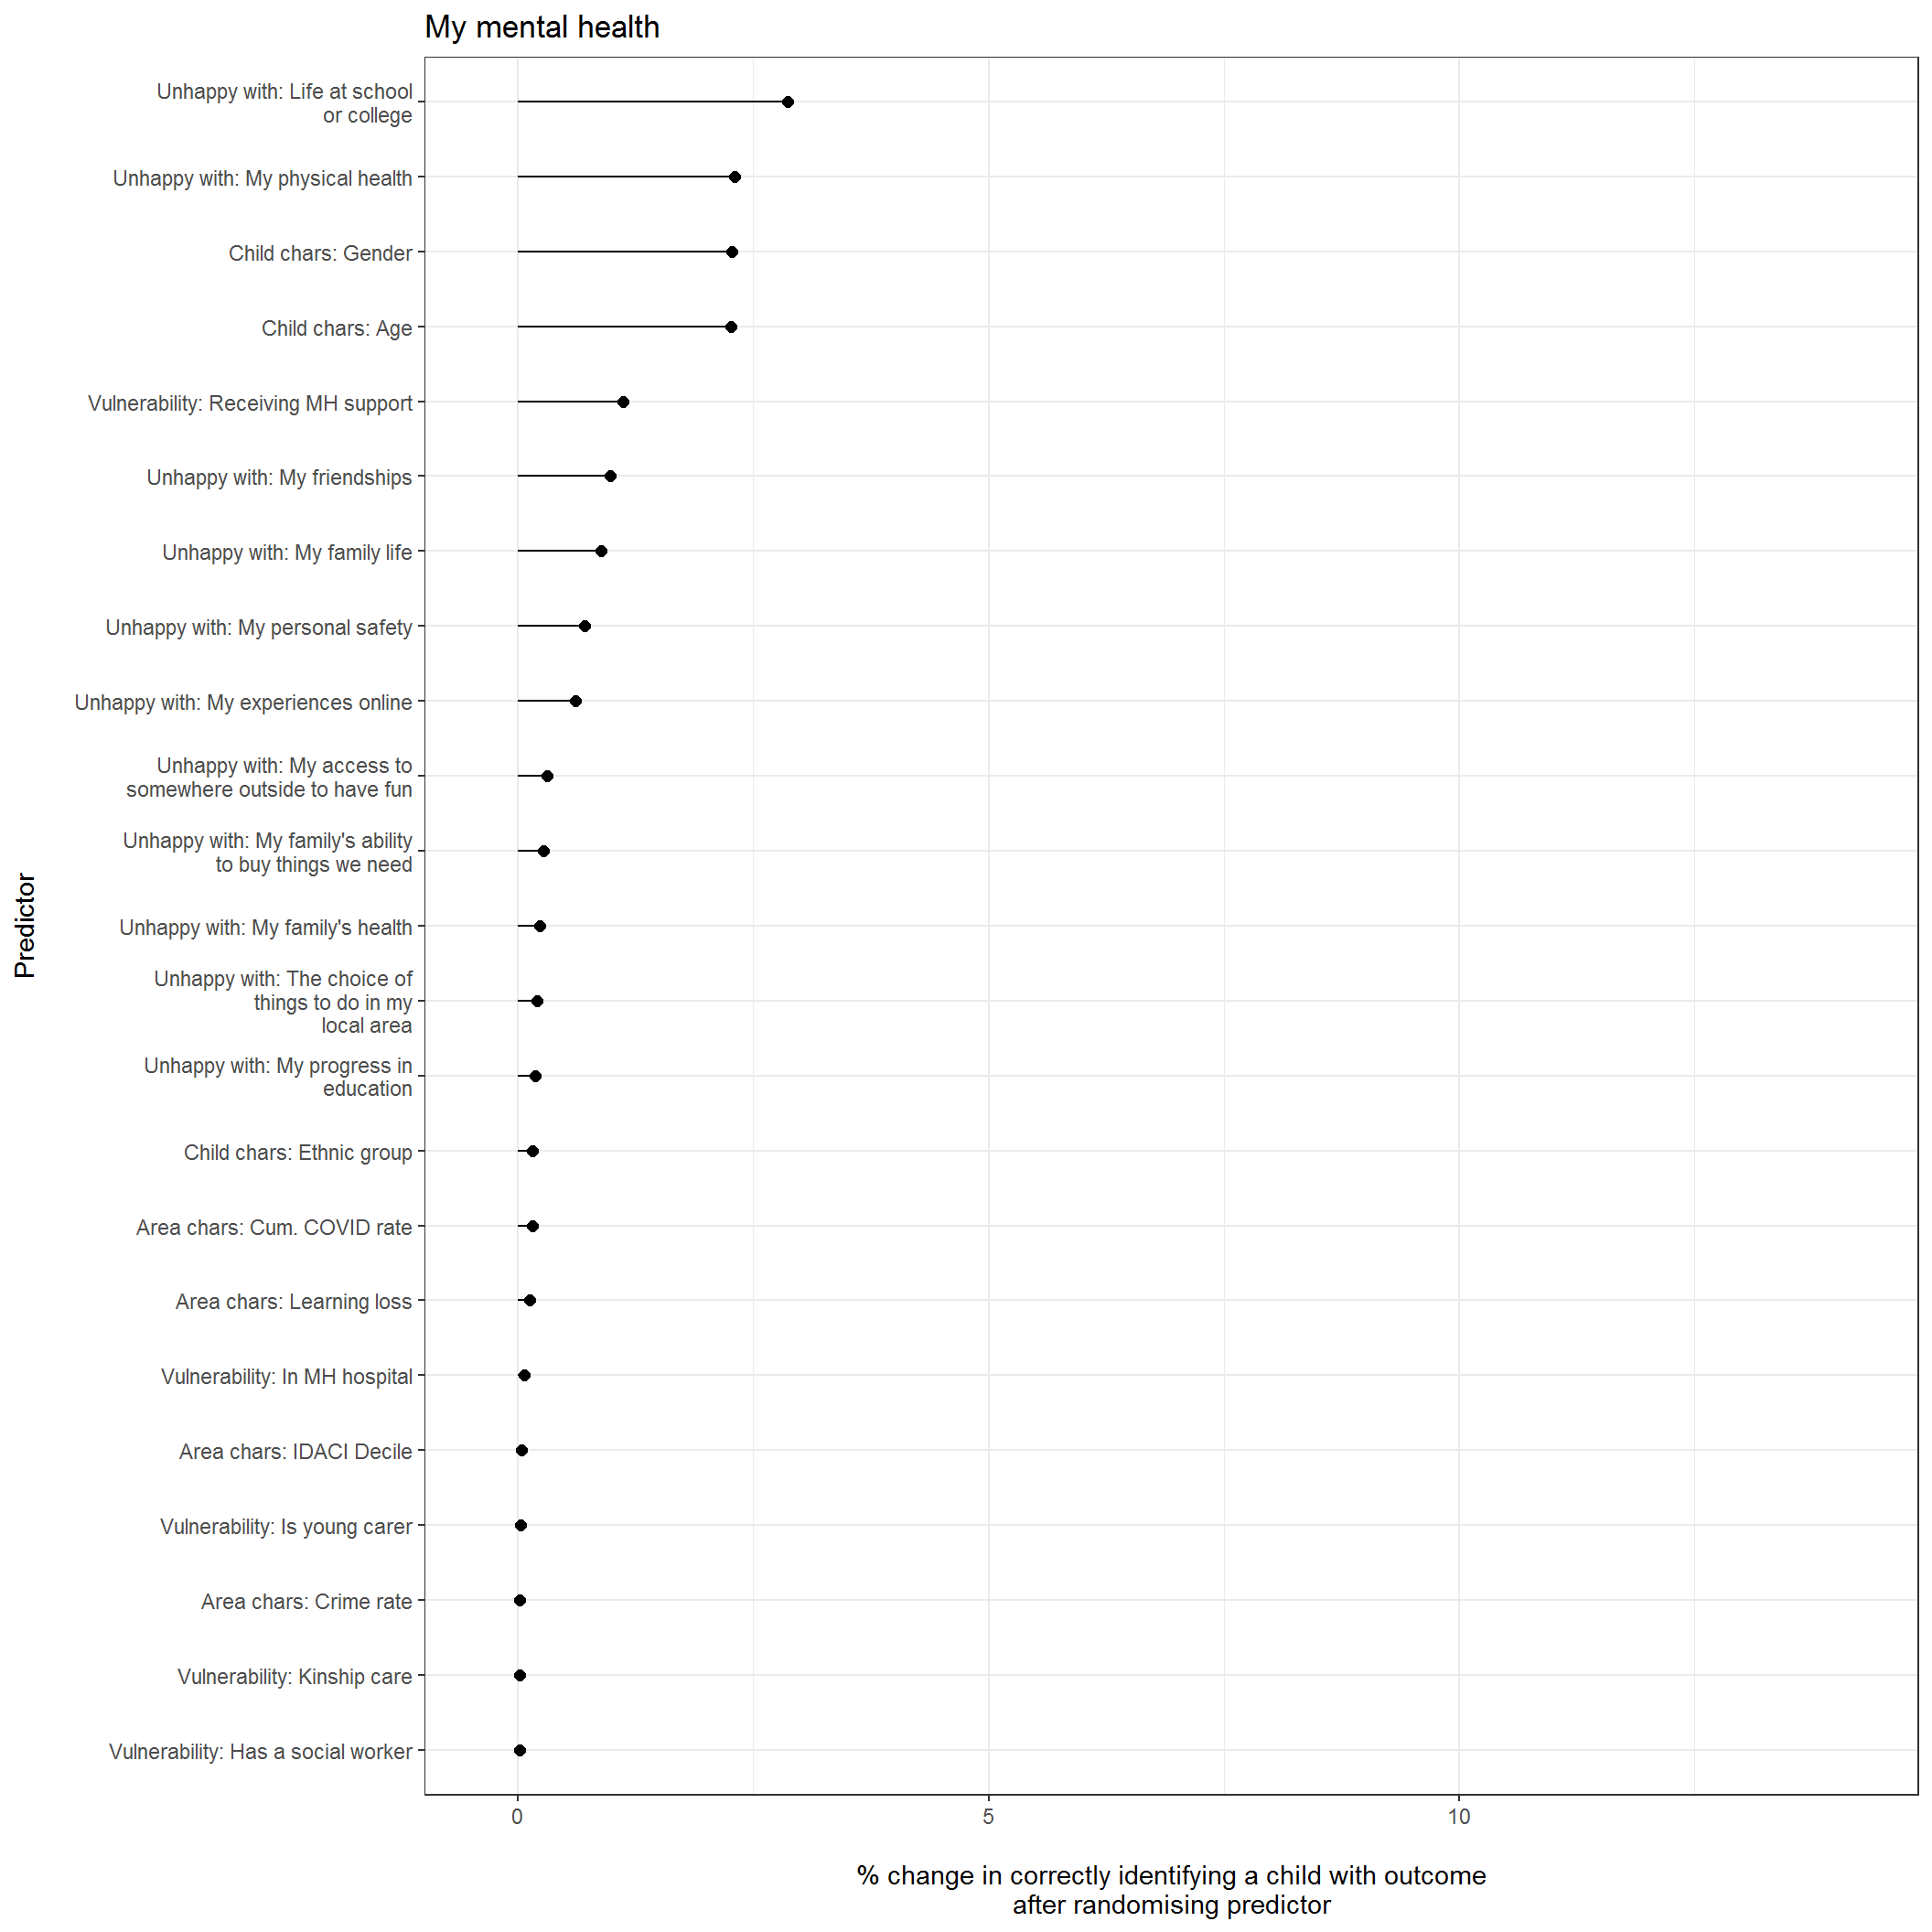 My mental health
Unhappy with: Life at school
or college
Unhappy with: My physical health
Child chars: Gender
Child chars: Age
Vulnerability: Receiving MH support
Unhappy with: My friendships
Unhappy with: My family life
Unhappy with: My personal safety
Unhappy with: My experiences online
Unhappy with: My access to
somewhere outside to have fun
Unhappy with: My family's ability
to buy things we need
Unhappy with: My family's health
Unhappy with: The choice of
things to do in my
local area
Unhappy with: My progress in
education
Child chars: Ethnic group
Area chars: Cum. COVID rate
Area chars: Learning loss
Vulnerability: In MH hospital
Area chars: IDACI Decile
Vulnerability: Is young carer
Area chars: Crime rate
Vulnerability: Kinship care
Vulnerability: Has a social worker
Predictor
0
5
10
% change in correctly identifying a child with outcome
after randomising predictor